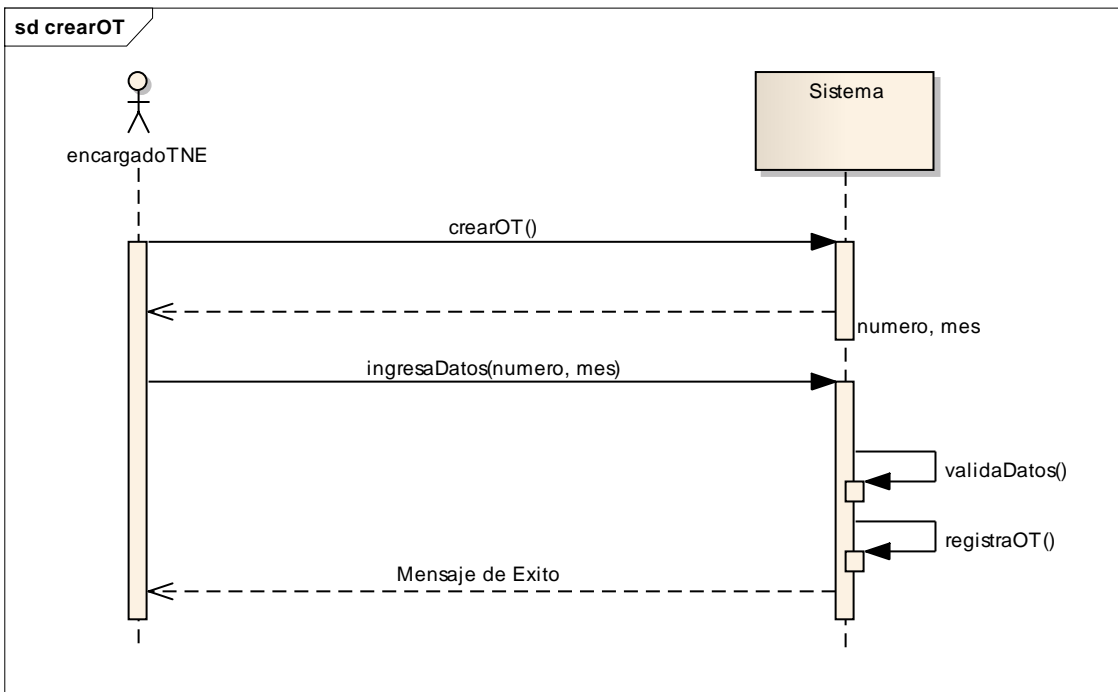 sd crearOT
Sistema
encargadoTNE
crearOT()
numero, mes
ingresaDatos(numero, mes)
validaDatos()
registraOT()
Mensaje de Exito